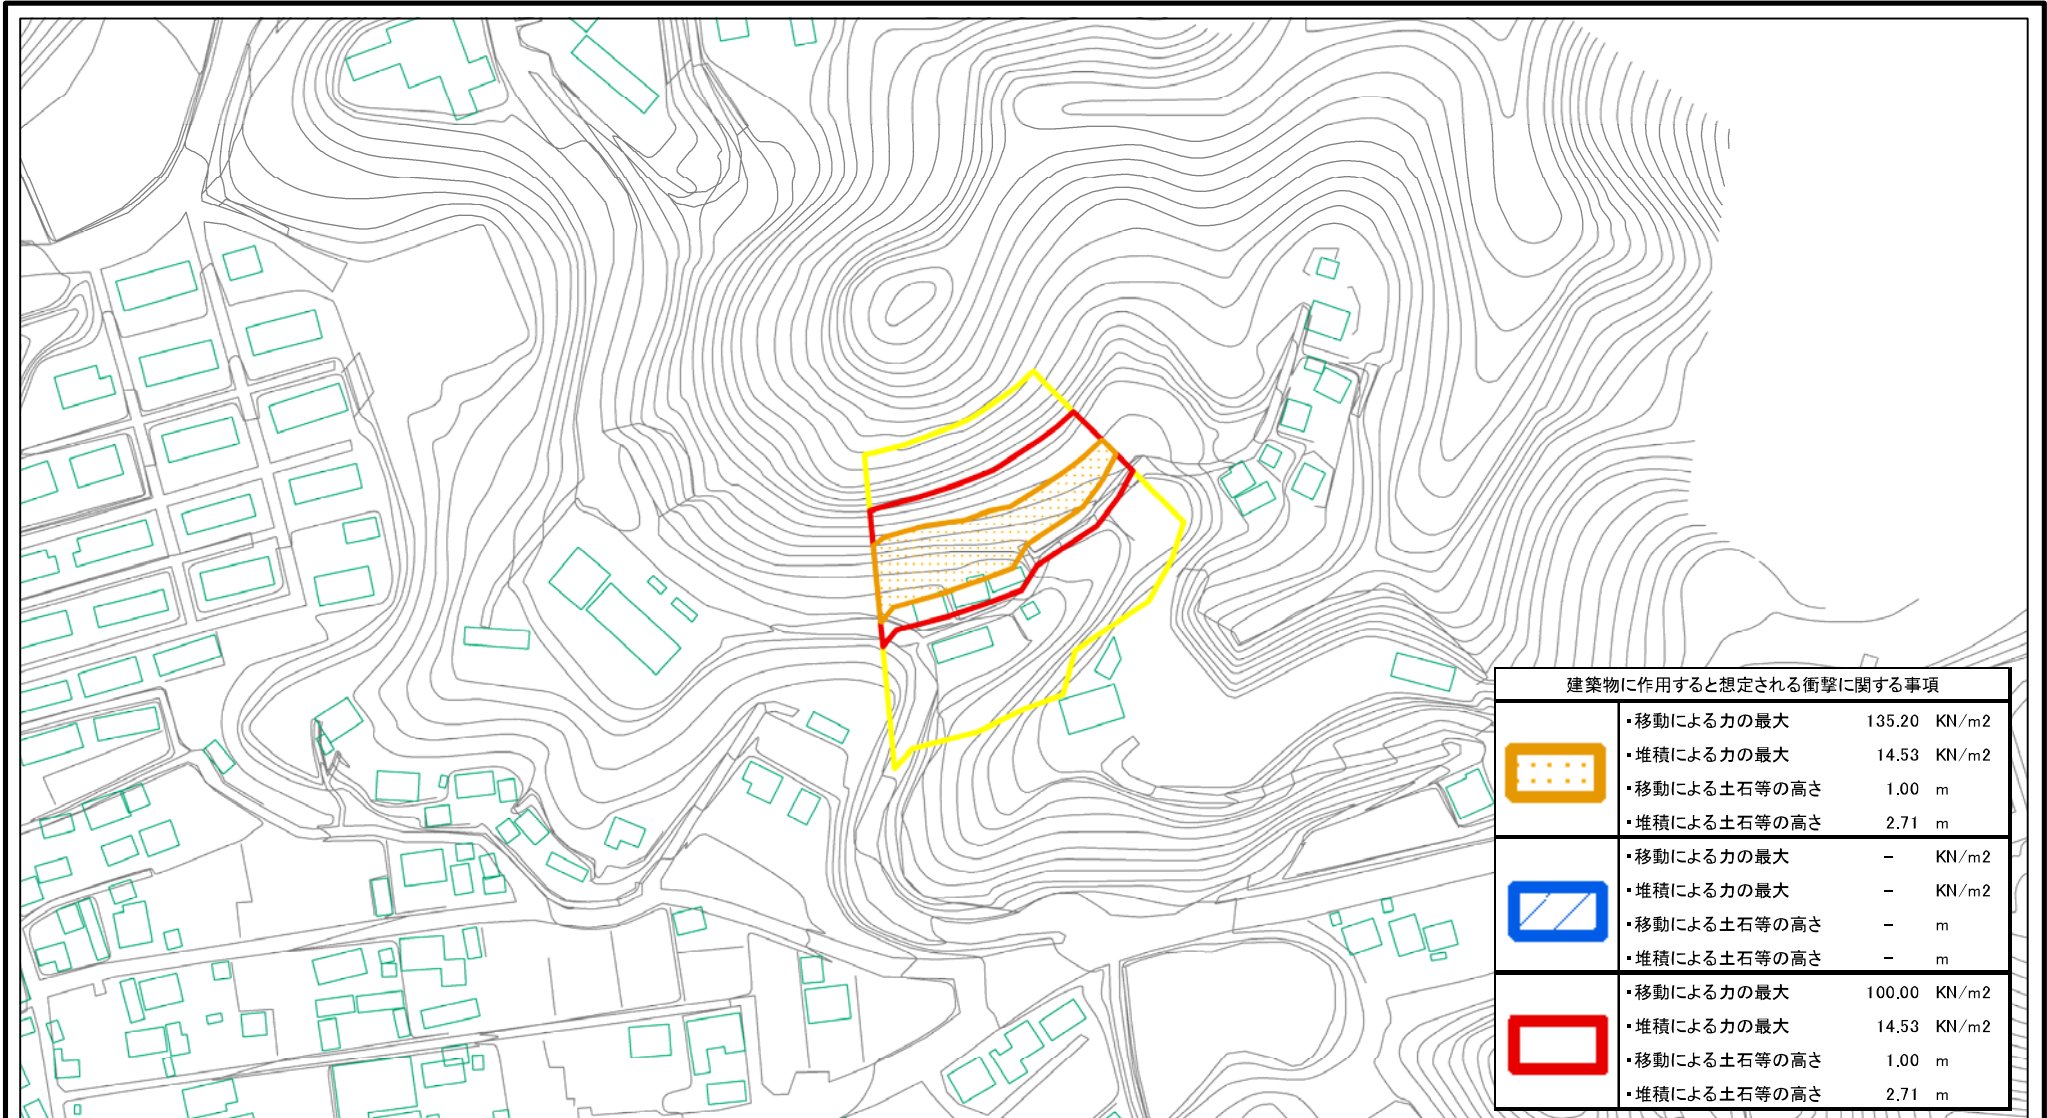 建築物に作用すると想定される衝撃に関する事項
・移動による力の最大 135.20 KN/m2
・堆積による力の最大 14.53 KN/m2
・移動による土石等の高さ 1.00 m
・堆積による土石等の高さ 2.71 m
・移動による力の最大 - KN/m2
・堆積による力の最大 - KN/m2
・移動による土石等の高さ - m
・堆積による土石等の高さ - m
・移動による力の最大 100.00 KN/m2
・堆積による力の最大 14.53 KN/m2
・移動による土石等の高さ 1.00 m
・堆積による土石等の高さ 2.71 m